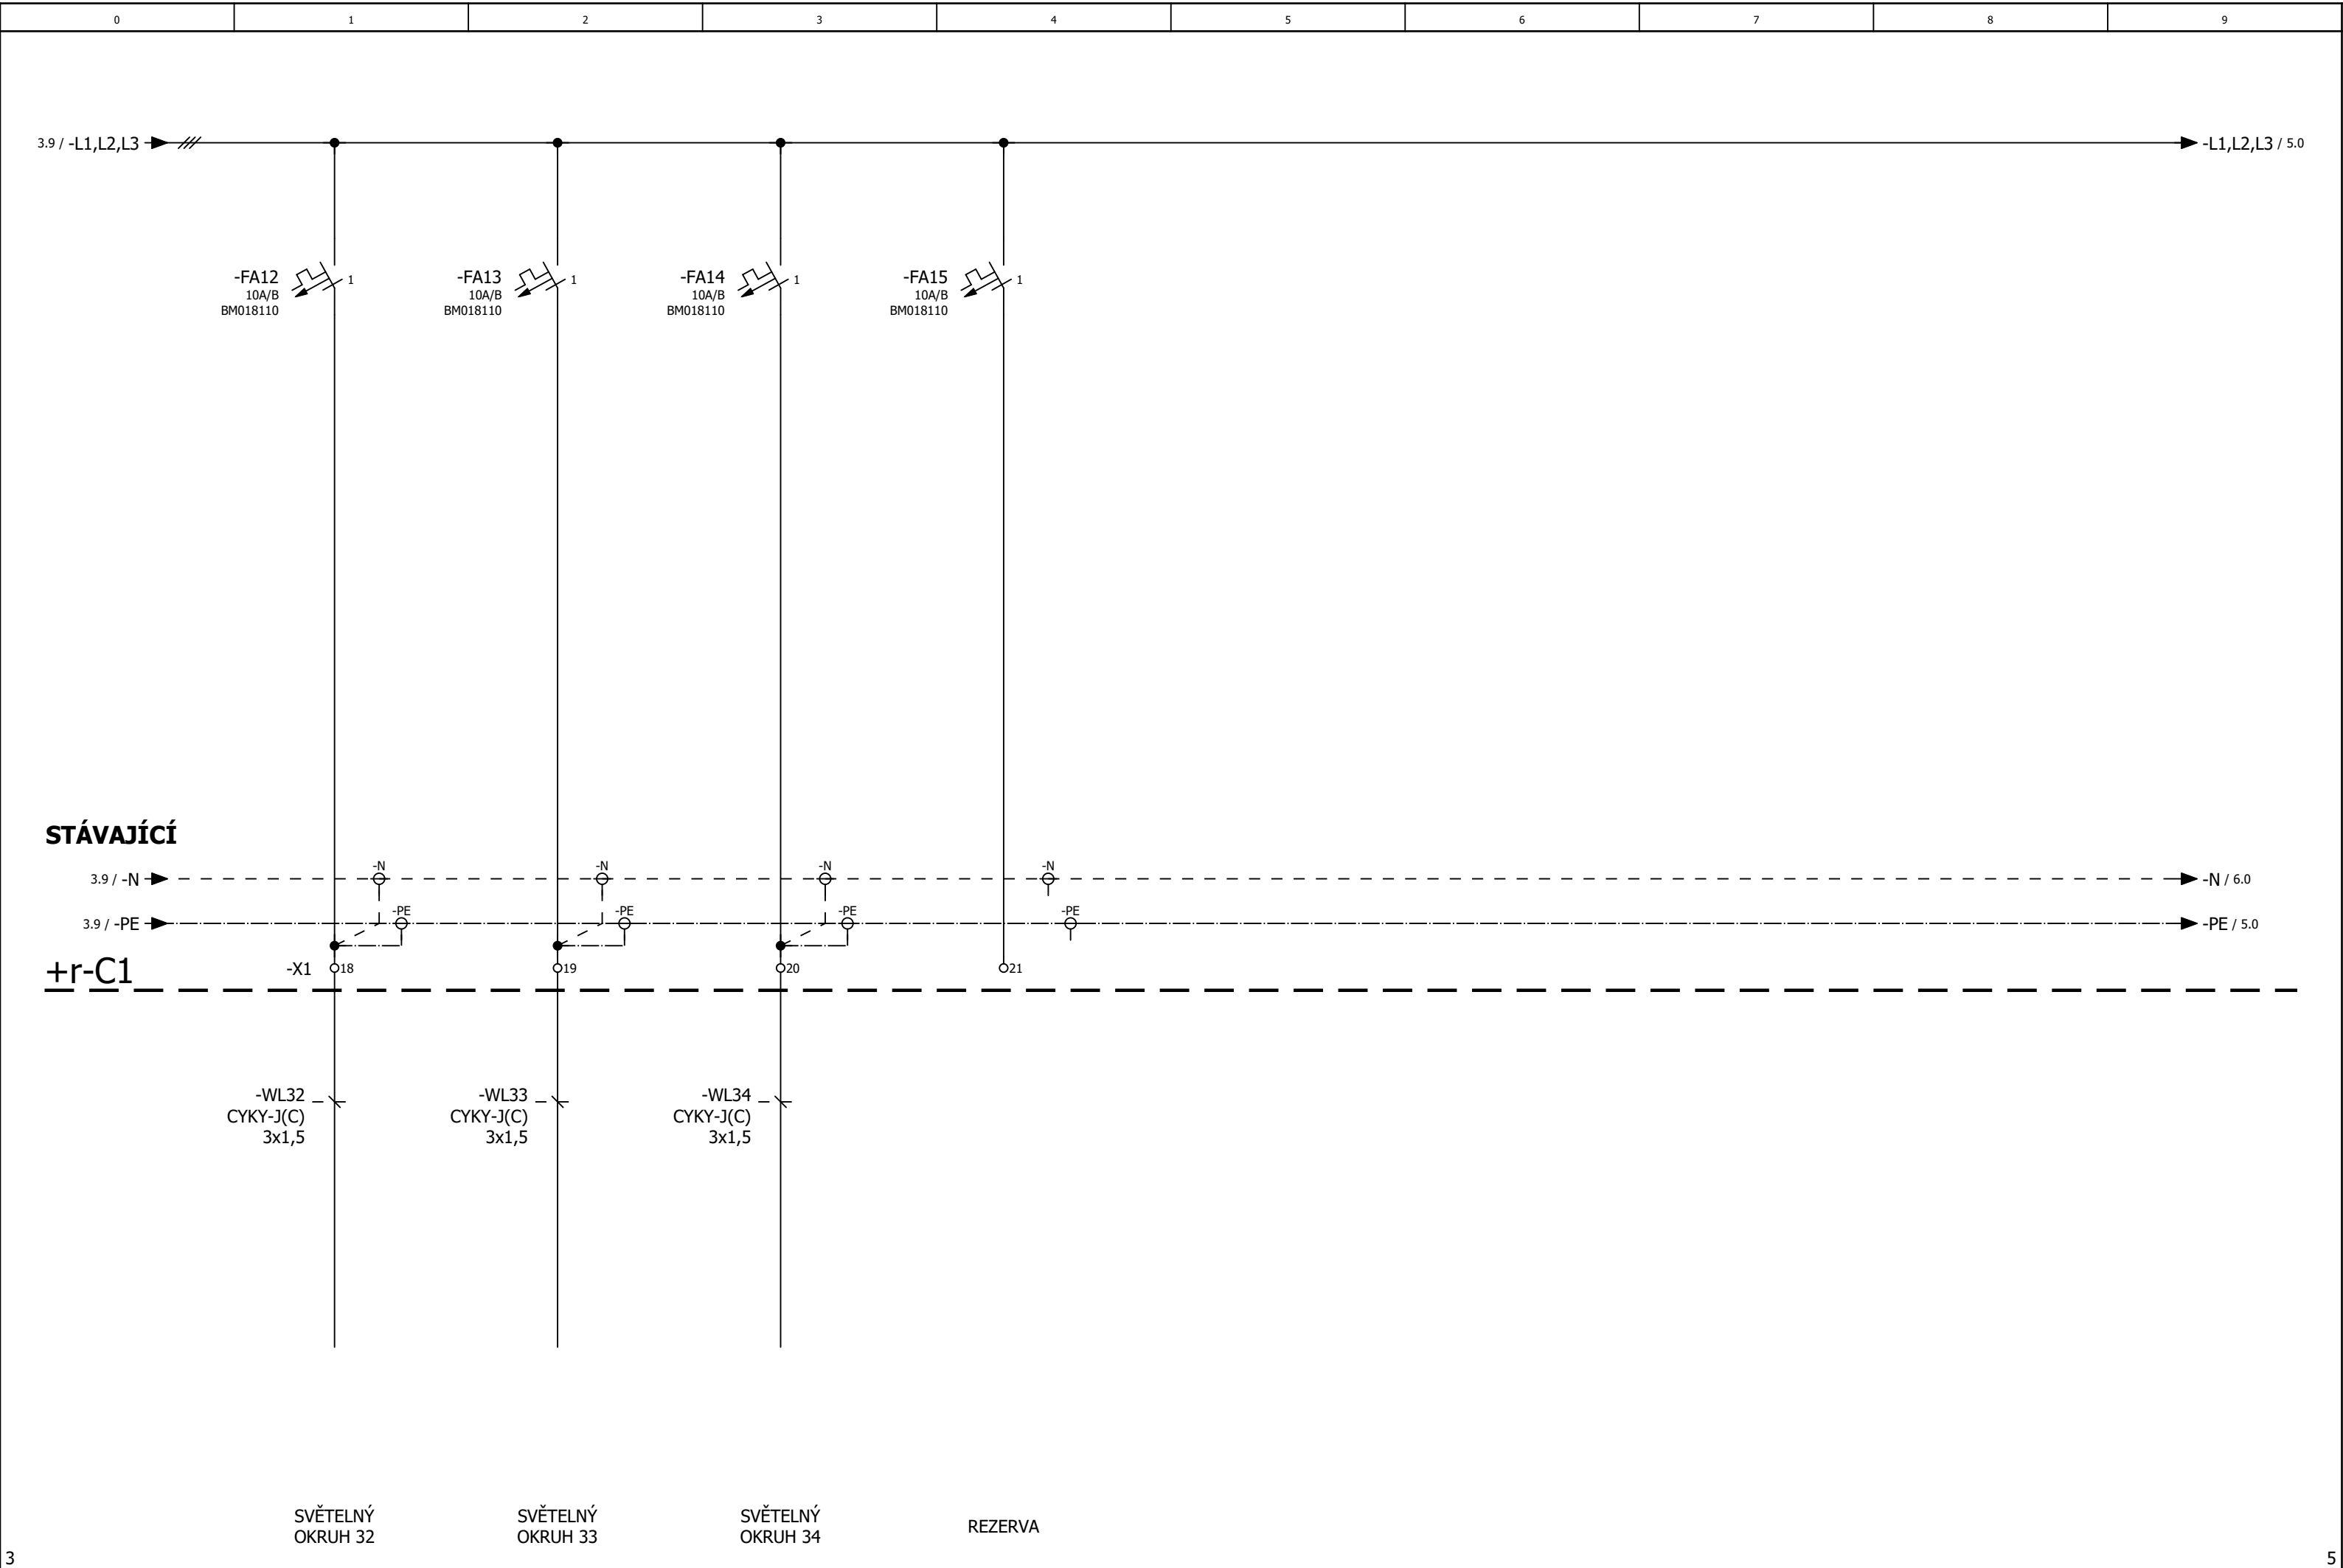 0 1 2 3 4 5 6 7 8 9
3.9 / -L1,L2,L3
-L1,L2,L3 / 5.0
-FA12 1
10A/B
BM018110
-FA13 1
10A/B
BM018110
-FA14 1
10A/B
BM018110
-FA15 1
10A/B
BM018110
STÁVAJÍCÍ
-N -N -N -N
3.9 / -N
-N / 6.0
-PE -PE -PE -PE
3.9 / -PE
-PE / 5.0
+r-C1
-X1 18 19 20 21
-WL32
CYKY-J(C)
3x1,5
-WL33
CYKY-J(C)
3x1,5
-WL34
CYKY-J(C)
3x1,5
SVĚTELNÝ
OKRUH 32
SVĚTELNÝ
OKRUH 33
SVĚTELNÝ
OKRUH 34
REZERVA
3
5